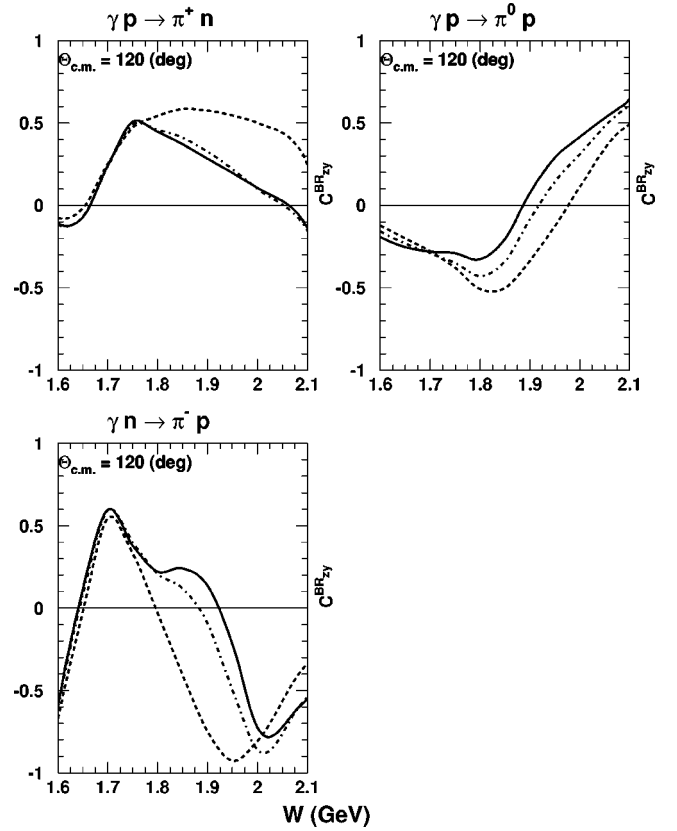 γ p → π⁺ n
γ p → π⁰ p
1
Θc.m. = 120 (deg)
0.5
0
-0.5
-1
1.6 1.7 1.8 1.9 2 2.1
C^BR_zy
1
Θc.m. = 120 (deg)
0.5
0
-0.5
-1
1.6 1.7 1.8 1.9 2 2.1
C^BR_zy
γ n → π⁻ p
1
Θc.m. = 120 (deg)
0.5
0
-0.5
-1
1.6 1.7 1.8 1.9 2 2.1
C^BR_zy
W (GeV)